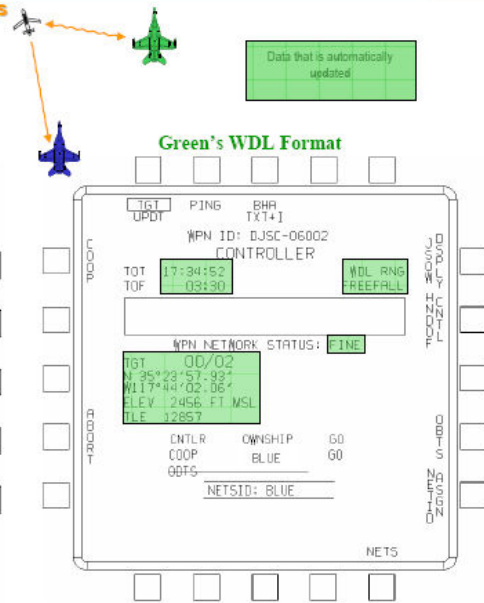 s
Data that is automatically
updated
Green's WDL Format
TGT PING BHA
UPDT TXT+I
WPN ID: DJSC-06002
CONTROLLER
COOP
TOT 17:34:52 WDL RNG
TOF 03:30 FREEFALL
DSPLY CNTL
JSOW HNDOF
WPN NETWORK STATUS: FINE
TGT OD/02
N 35°23'57.93"
W117°44'02.06"
ELEV 2456 FT MSL
TLE 12857
ABORT
CNTLR OWNSHIP GO
COOP BLUE GO
OBTS
NETSID: BLUE
OBTS ASGN
NETIO
NETS